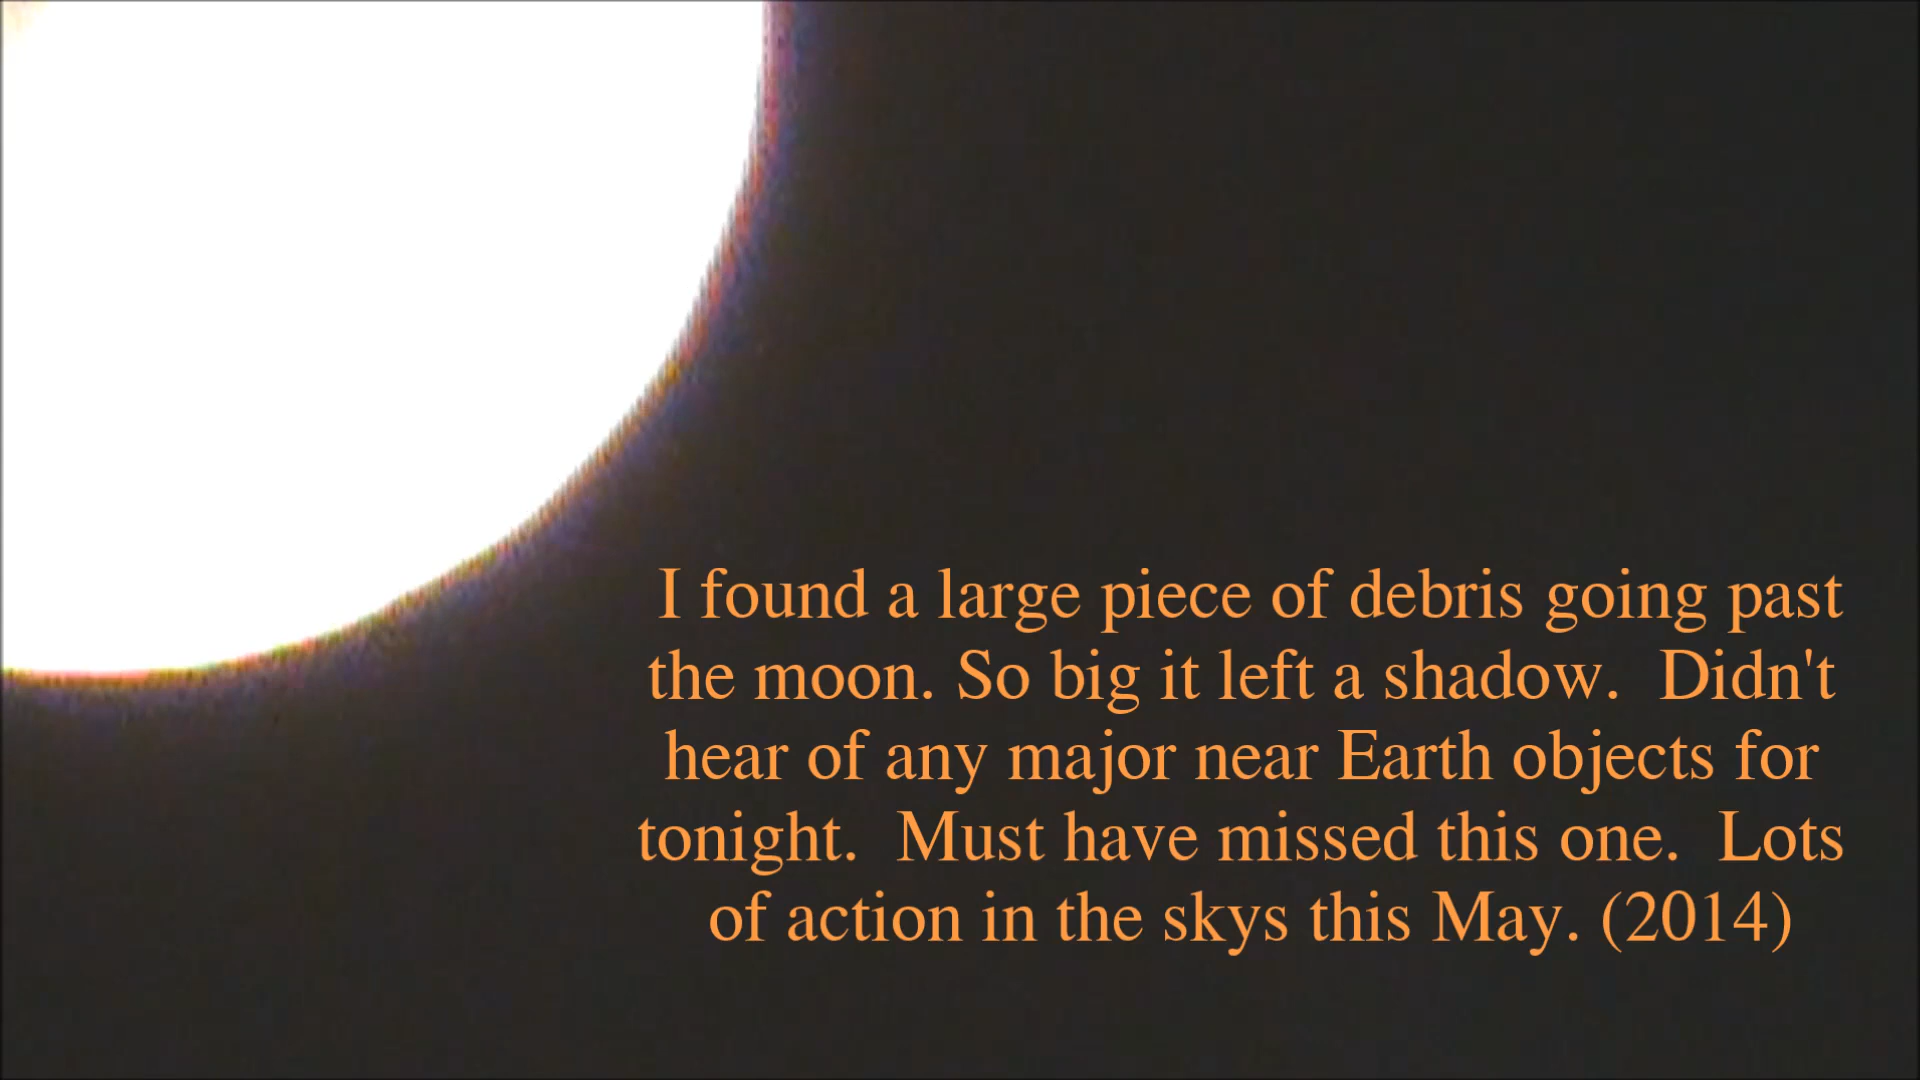 I found a large piece of debris going past
the moon. So big it left a shadow.  Didn't
hear of any major near Earth objects for
tonight.  Must have missed this one.  Lots
of action in the skys this May. (2014)